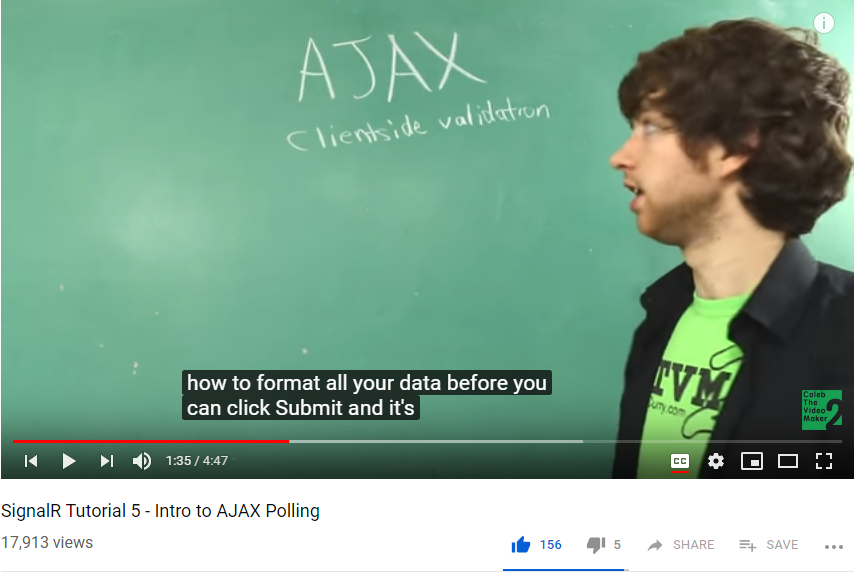 AJAX
Clientside validation
TVM
Caleb
The
Video
Maker 2
how to format all your data before you
can click Submit and it's
1:35 / 4:47
CC
SignalR Tutorial 5 - Intro to AJAX Polling
17,913 views
156
5
SHARE
SAVE